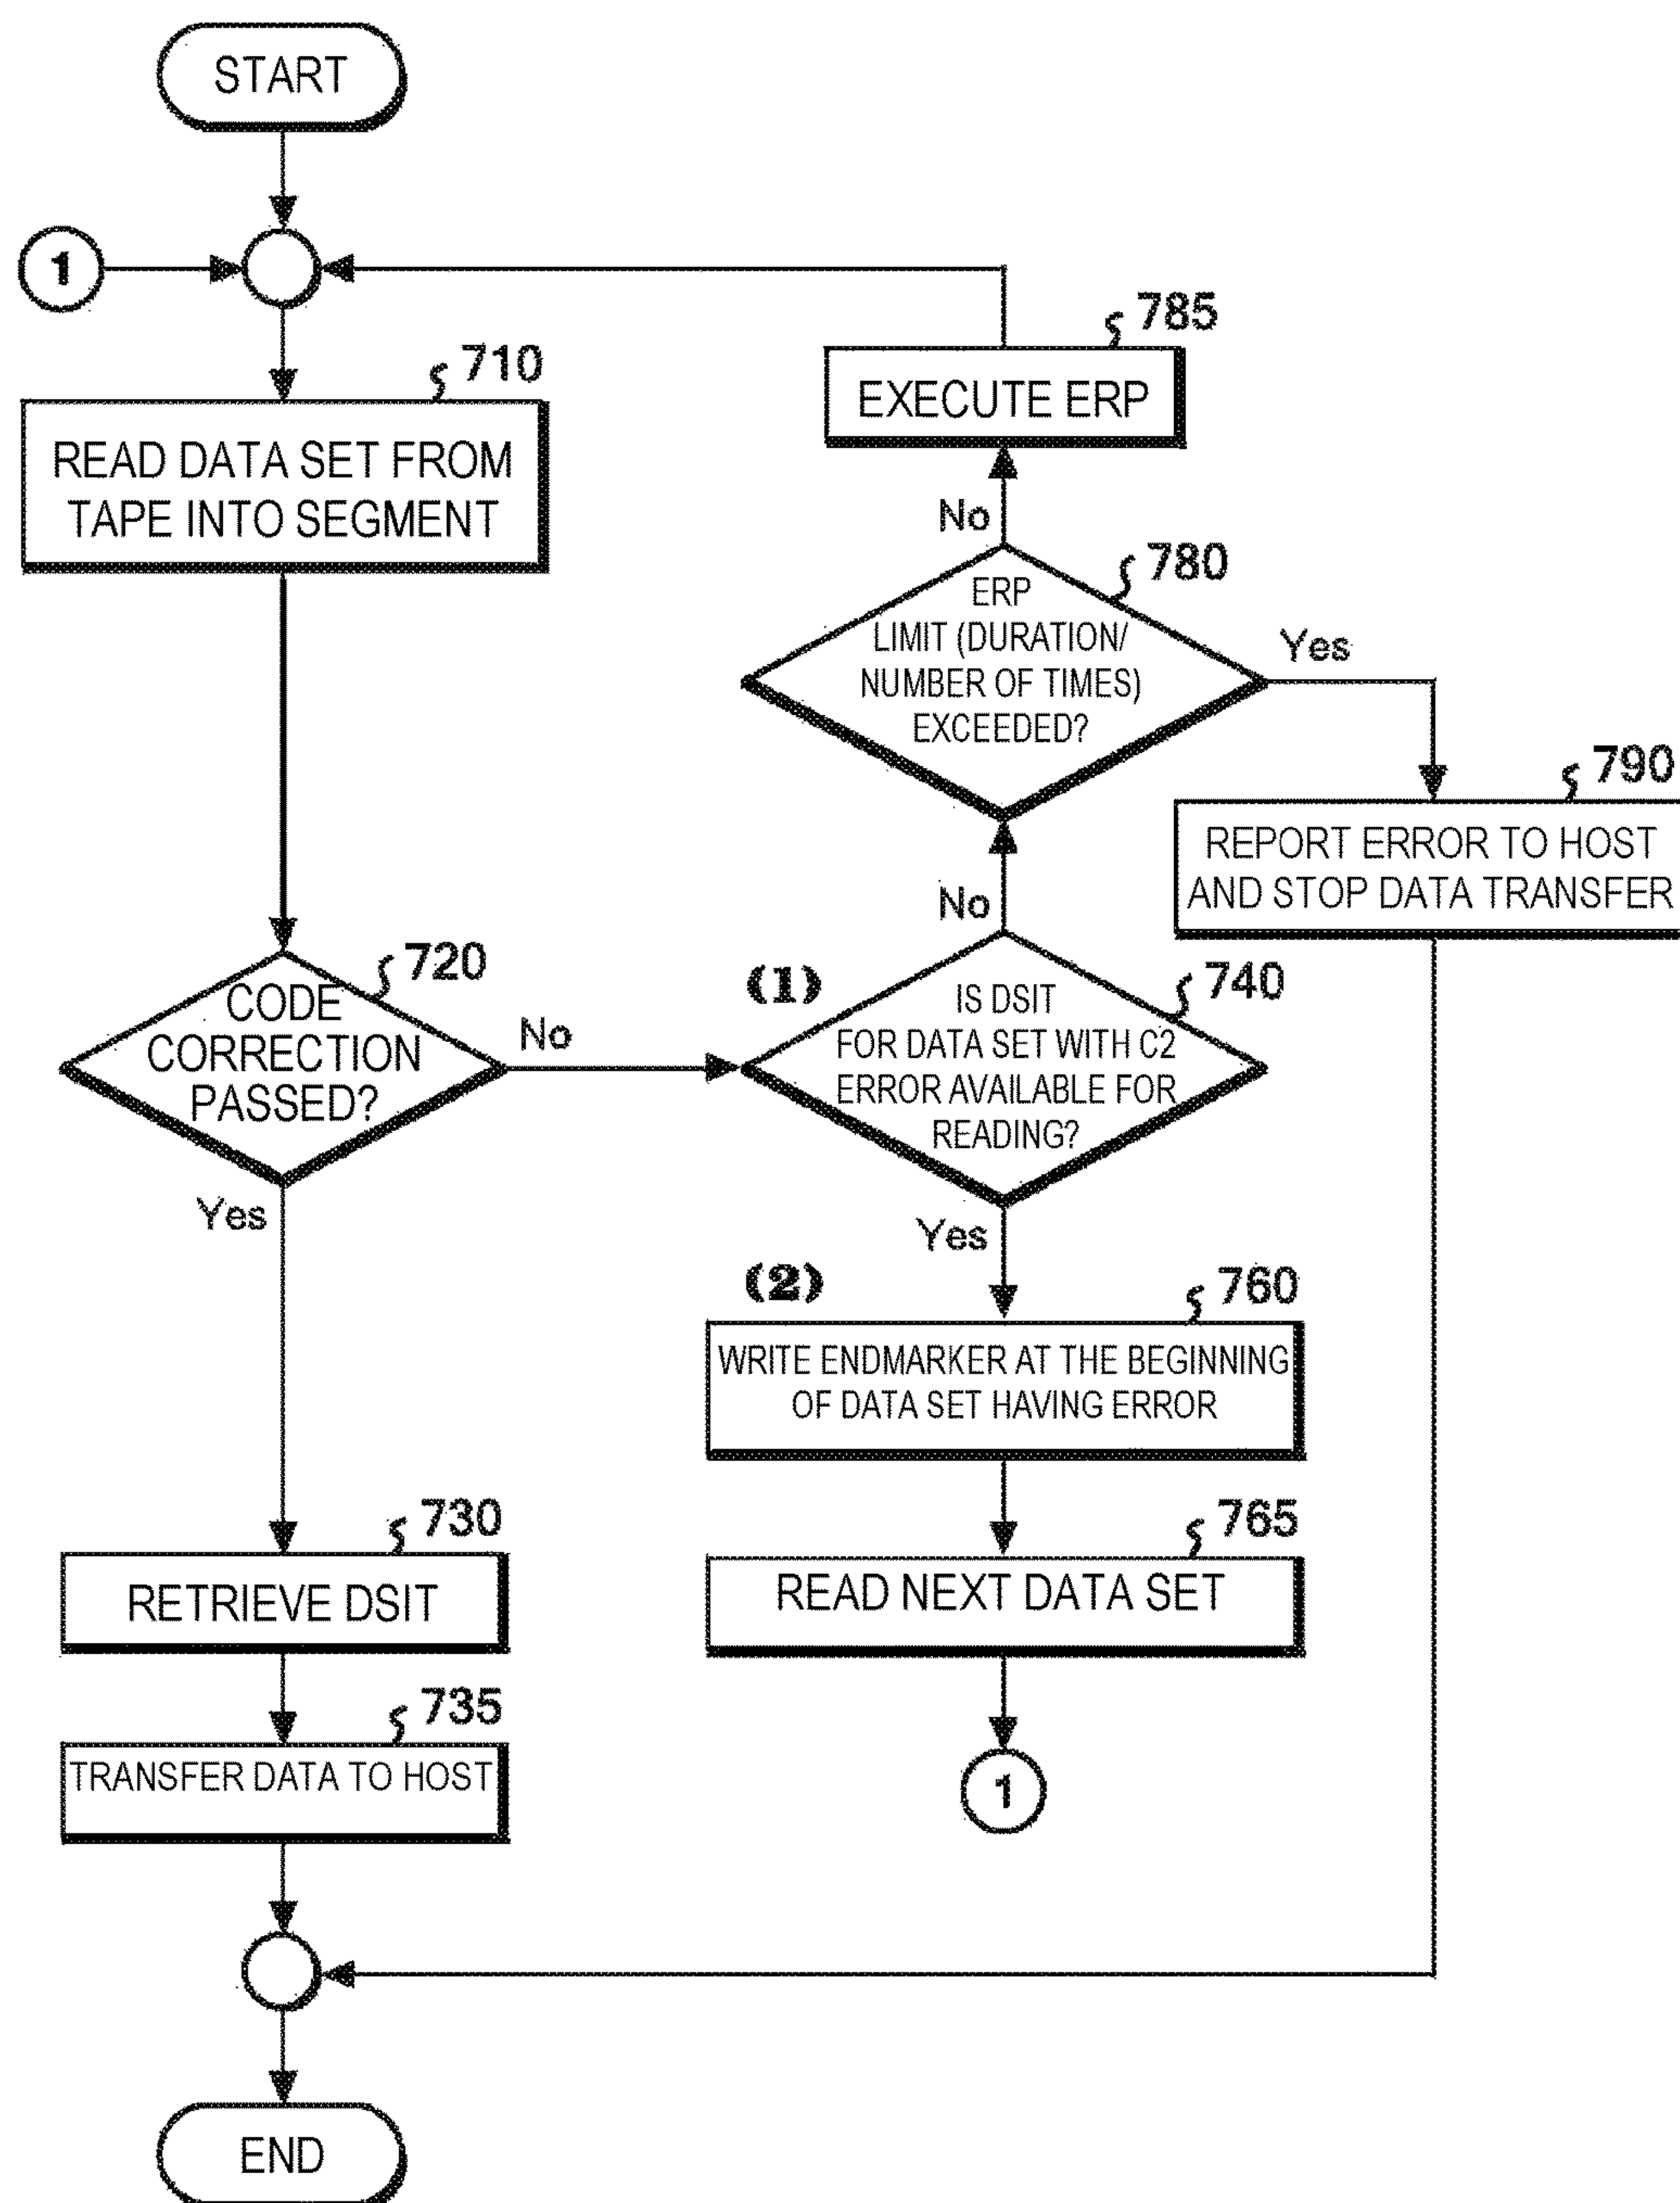 START
1
785
710
EXECUTE ERP
READ DATA SET FROM
TAPE INTO SEGMENT
No
780
ERP
LIMIT (DURATION/
NUMBER OF TIMES)
EXCEEDED?
Yes
790
REPORT ERROR TO HOST
AND STOP DATA TRANSFER
No
720
CODE
CORRECTION
PASSED?
No
(1)
740
IS DSIT
FOR DATA SET WITH C2
ERROR AVAILABLE FOR
READING?
Yes
Yes
(2)
760
WRITE ENDMARKER AT THE BEGINNING
OF DATA SET HAVING ERROR
730
RETRIEVE DSIT
765
READ NEXT DATA SET
735
TRANSFER DATA TO HOST
1
END